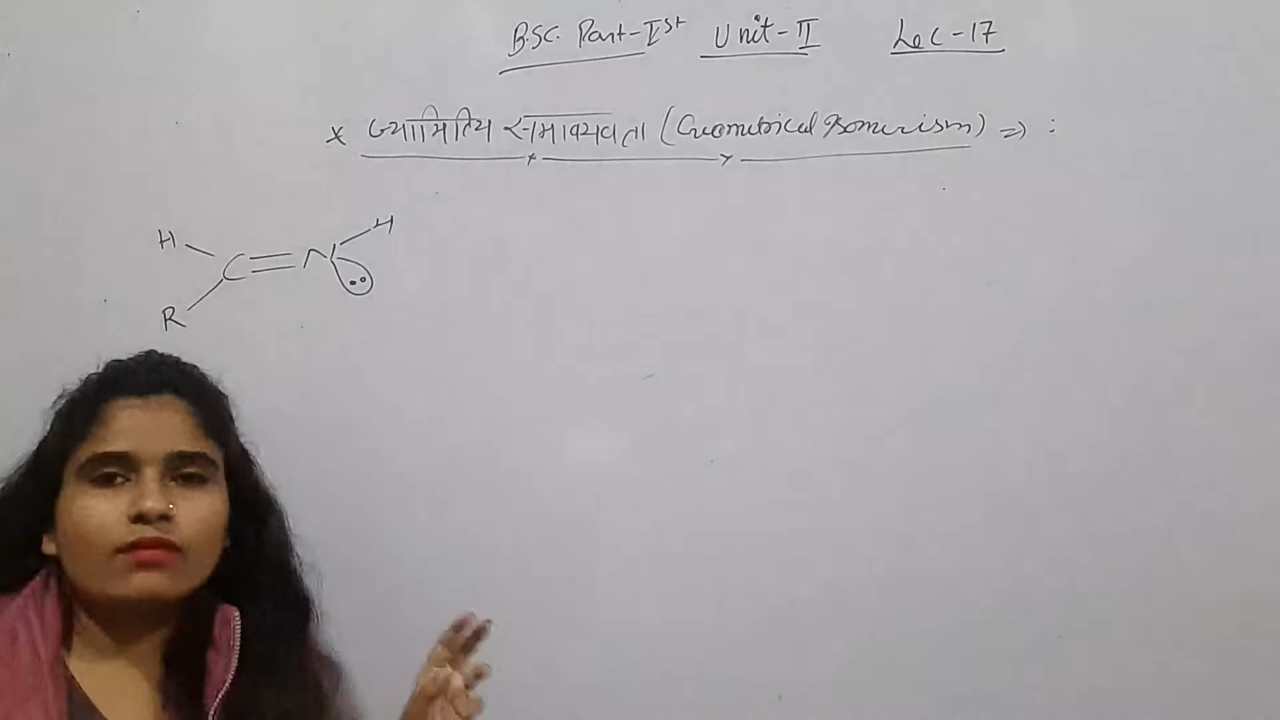 B.SC. Part-Ist Unit-II Lec-17
* ज्यामितिय समावयवता (Geometrical Isomerism) => :
H H
C = N
R